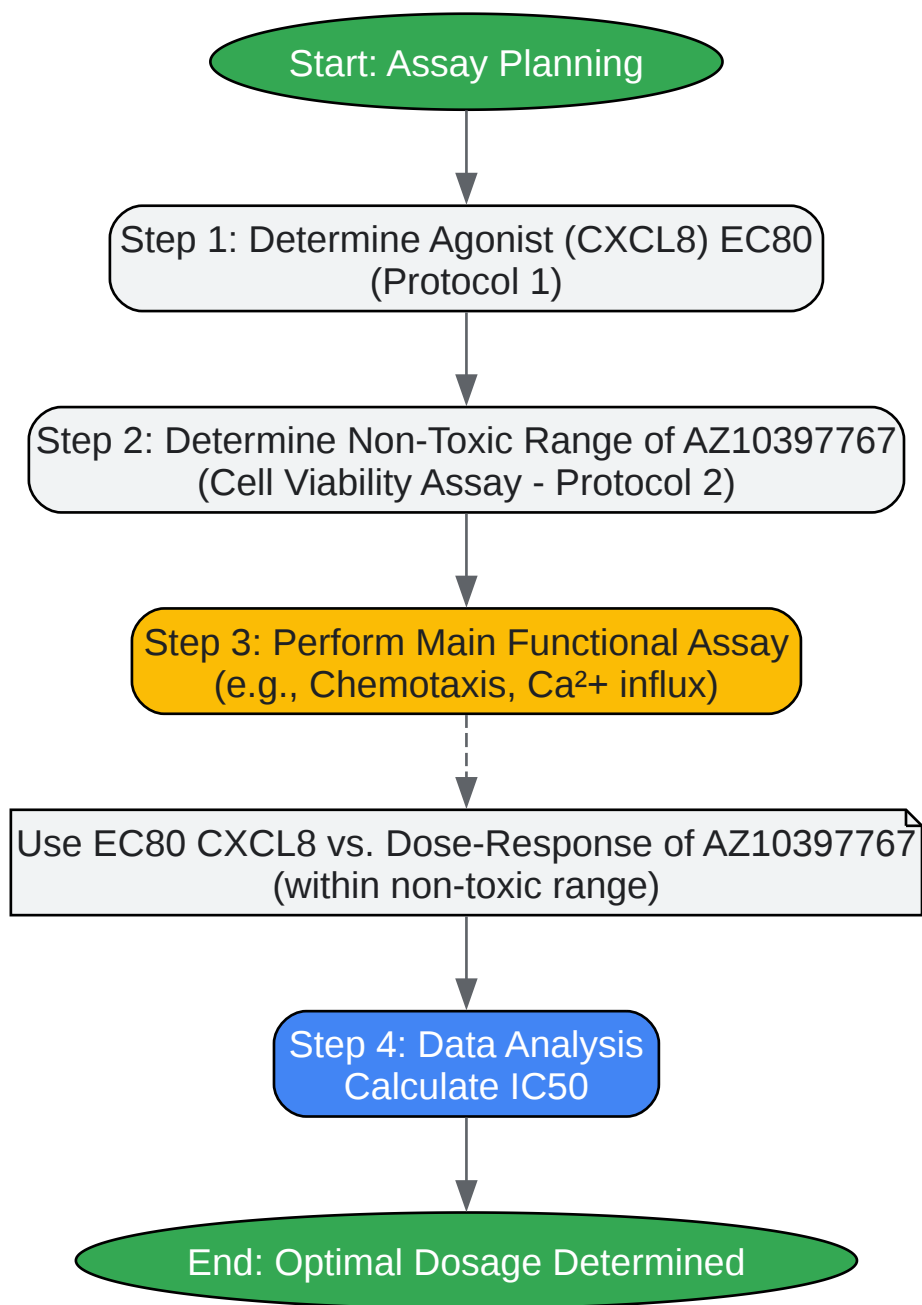 Start: Assay Planning
Step 1: Determine Agonist (CXCL8) EC80
(Protocol 1)
Step 2: Determine Non-Toxic Range of AZ10397767
(Cell Viability Assay - Protocol 2)
Step 3: Perform Main Functional Assay
(e.g., Chemotaxis, Ca²+ influx)
Use EC80 CXCL8 vs. Dose-Response of AZ10397767
(within non-toxic range)
Step 4: Data Analysis
Calculate IC50
End: Optimal Dosage Determined